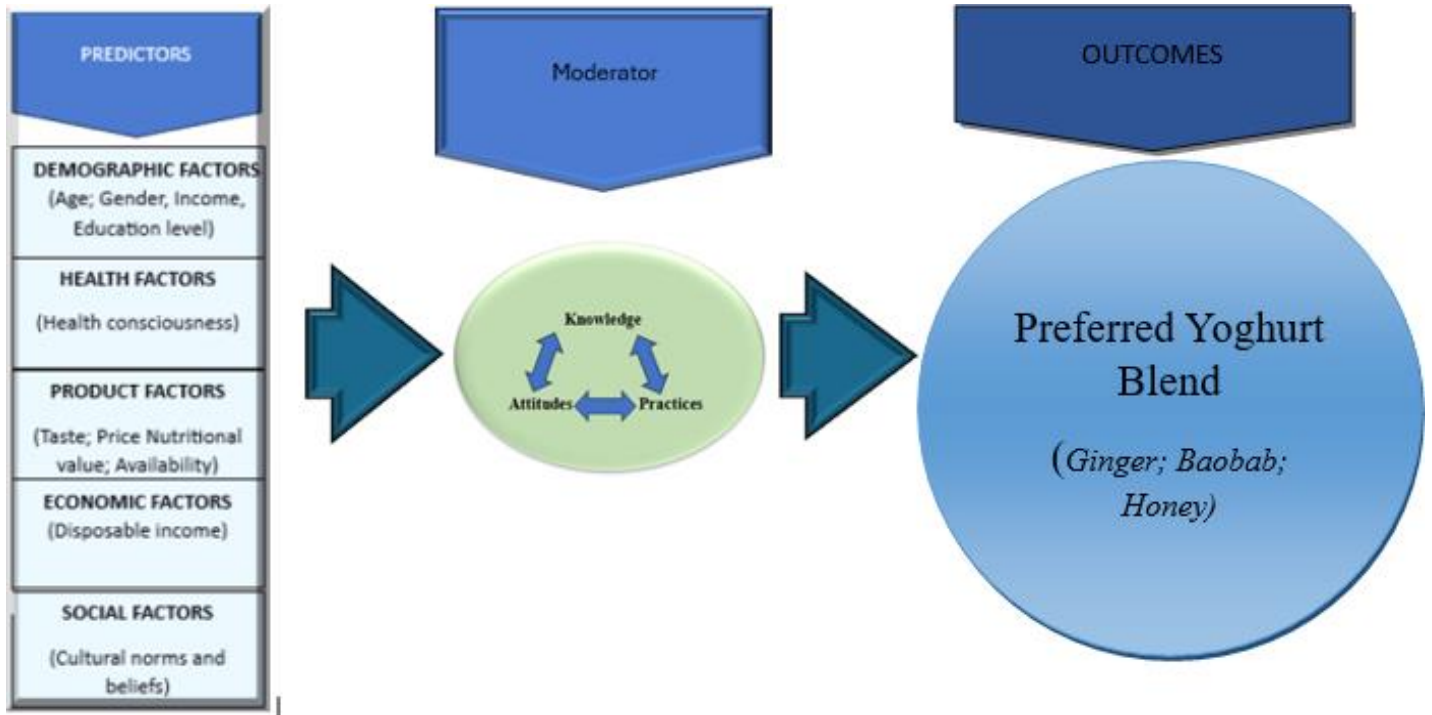 PREDICTORS
DEMOGRAPHIC FACTORS
(Age; Gender, Income,
Education level)
HEALTH FACTORS
(Health consciousness)
PRODUCT FACTORS
(Taste; Price Nutritional
value; Availability)
ECONOMIC FACTORS
(Disposable income)
SOCIAL FACTORS
(Cultural norms and
beliefs)
Moderator
Knowledge
Attitudes
Practices
OUTCOMES
Preferred Yoghurt
Blend
(Ginger; Baobab;
Honey)